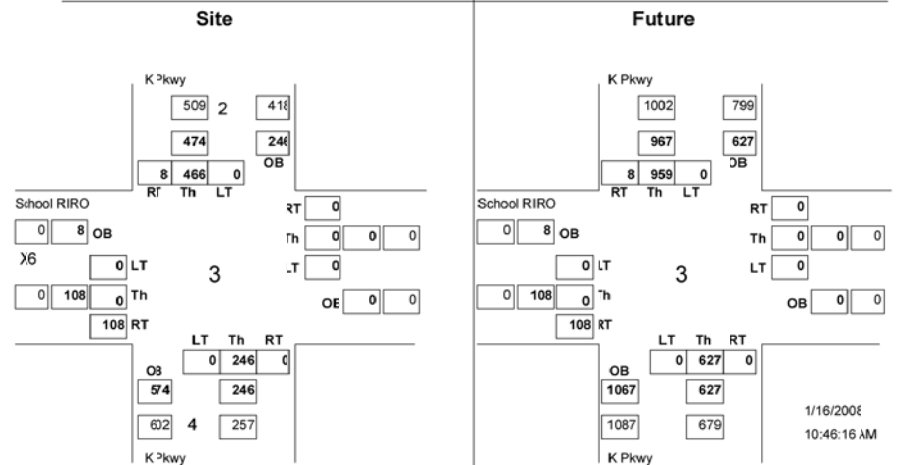 Site Future
K Pkwy K Pkwy
509 2 418 1002 799
474 246 967 627
OB OB
8 466 0 8 959 0
RT Th LT RT Th LT
School RIRO School RIRO
RT 0 RT 0
0 8 OB 0 8 OB
Th 0 0 0 Th 0 0 0
0 LT 3 LT 0 0 LT 3 LT 0
0 108 0 Th 0 108 0 Th
OB 0 0 OB 0 0
108 RT 108 RT
LT Th RT LT Th RT
0 246 0 0 627 0
OB OB
574 246 1067 627
602 4 257 1087 679
1/16/2008
10:46:16 AM
K Pkwy K Pkwy